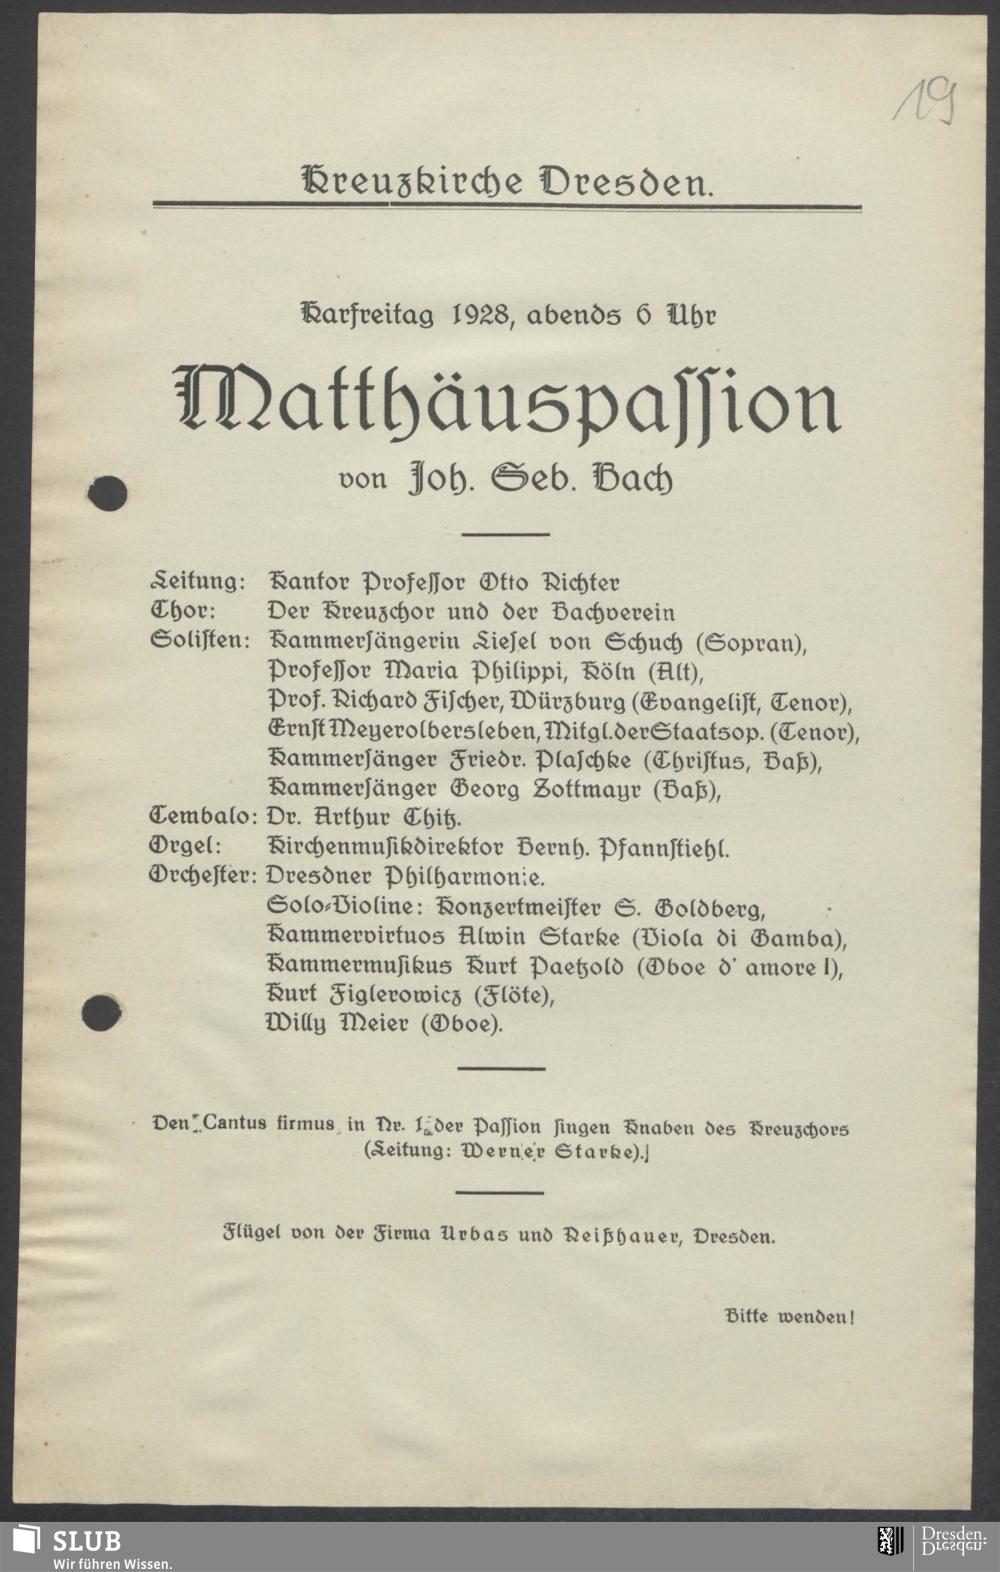 19
Kreuzkirche Dresden.
Karfreitag 1928, abends 6 Uhr
Matthäuspassion
von Joh. Seb. Bach
Leitung: Kantor Professor Otto Richter
Chor: Der Kreuzchor und der Bachverein
Solisten: Kammersängerin Liesel von Schuch (Sopran),
Professor Maria Philippi, Köln (Alt),
Prof. Richard Fischer, Würzburg (Evangelist, Tenor),
Ernst Meyerolbersleben, Mitgl. der Staatsop. (Tenor),
Kammersänger Friedr. Plaschke (Christus, Baß),
Kammersänger Georg Zottmayr (Baß),
Cembalo: Dr. Arthur Chitz.
Orgel: Kirchenmusikdirektor Bernh. Pfannstiehl.
Orchester: Dresdner Philharmonie.
Solo-Violine: Konzertmeister S. Goldberg,
Kammervirtuos Alwin Starke (Viola di Gamba),
Kammermusikus Kurt Paetzold (Oboe d' amore I),
Kurt Figlerowicz (Flöte),
Willy Meier (Oboe).
Den Cantus firmus in Nr. 1 der Passion singen Knaben des Kreuzchors
(Leitung: Werner Starke).
Flügel von der Firma Urbas und Reißhauer, Dresden.
Bitte wenden!
SLUB
Wir führen Wissen.
Dresden.
Dresden.